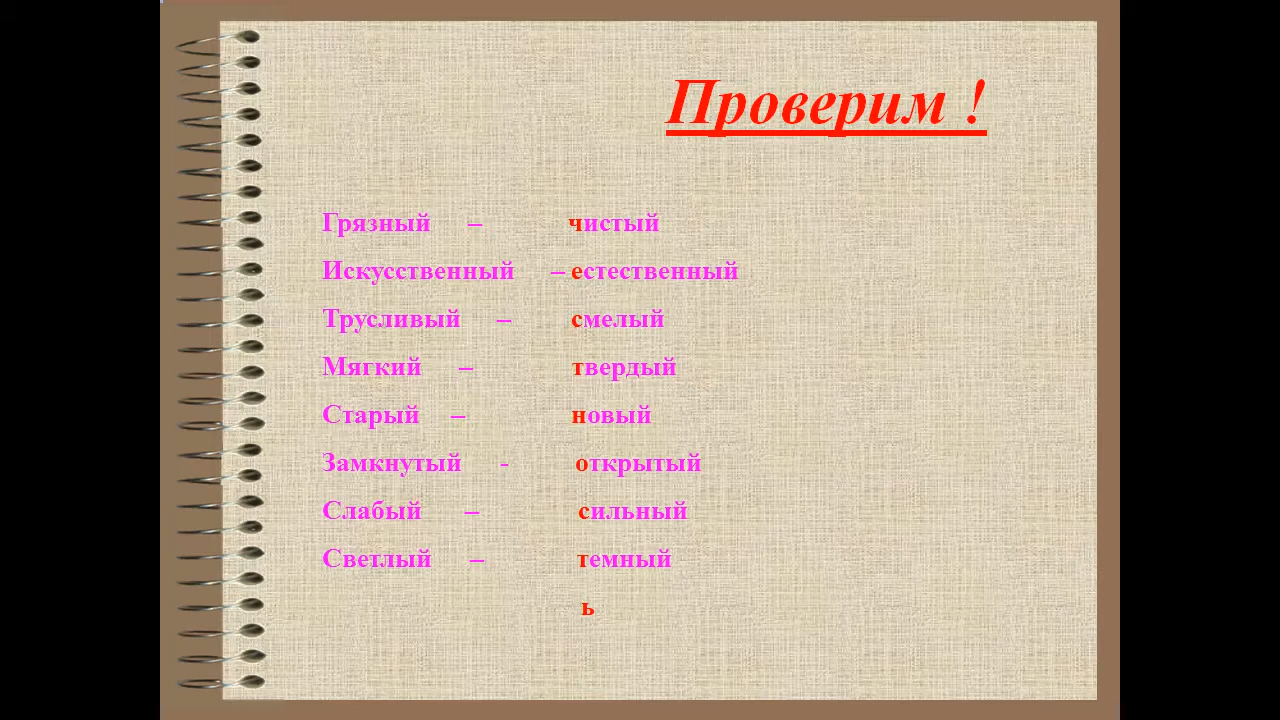 Проверим !
Грязный – чистый
Искусственный – естественный
Трусливый – смелый
Мягкий – твердый
Старый – новый
Замкнутый - открытый
Слабый – сильный
Светлый – темный
ь